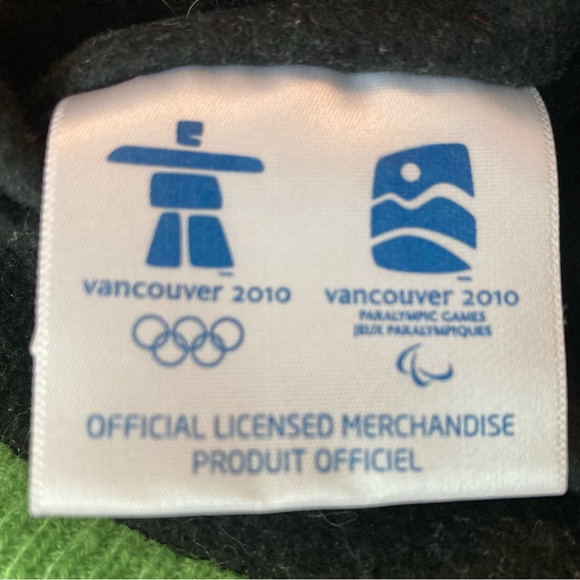 vancouver 2010
vancouver 2010
PARALYMPIC GAMES
JEUX PARALYMPIQUES
OFFICIAL LICENSED MERCHANDISE
PRODUIT OFFICIEL